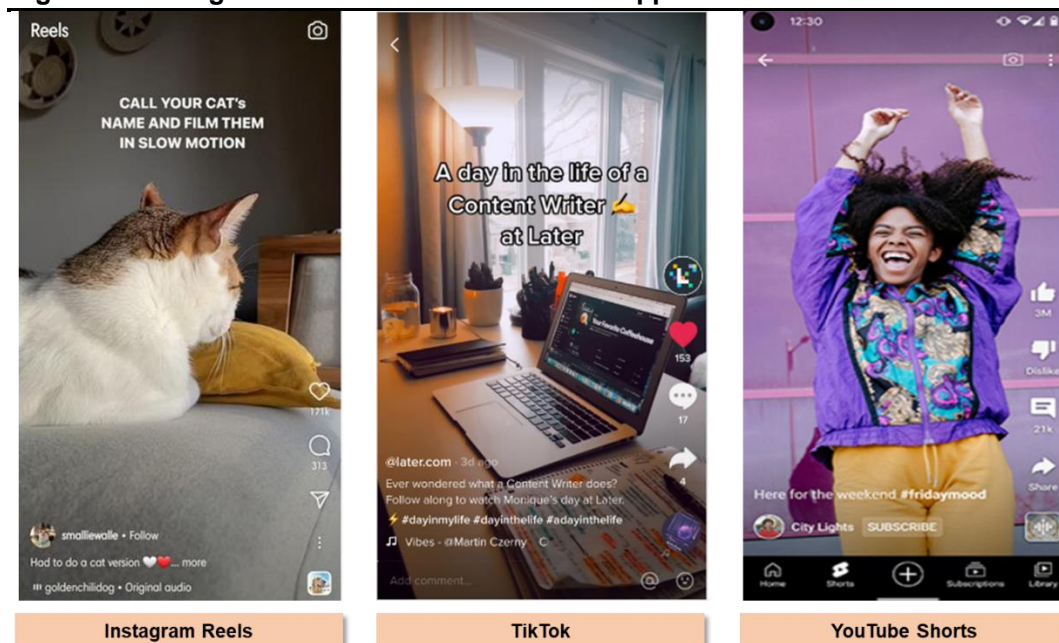 Reels
CALL YOUR CAT's
NAME AND FILM THEM
IN SLOW MOTION
171k
313
smalliewalle • Follow
Had to do a cat version 🤍❤️... more
goldenchilidog • Original audio
Instagram Reels
A day in the life of a
Content Writer ✍️
at Later
Your Favorite Coffeehouse
153
17
4
@later.com · 3d ago
Ever wondered what a Content Writer does?
Follow along to watch Monique's day at Later.
⚡ #dayinmylife #dayinthelife #adayinthelife
Vibes - @Martin Czerny C
Add comment...
TikTok
12:30
3M
Dislike
21k
Share
Here for the weekend #fridaymood
City Lights SUBSCRIBE
Home Shorts Subscriptions Library
YouTube Shorts